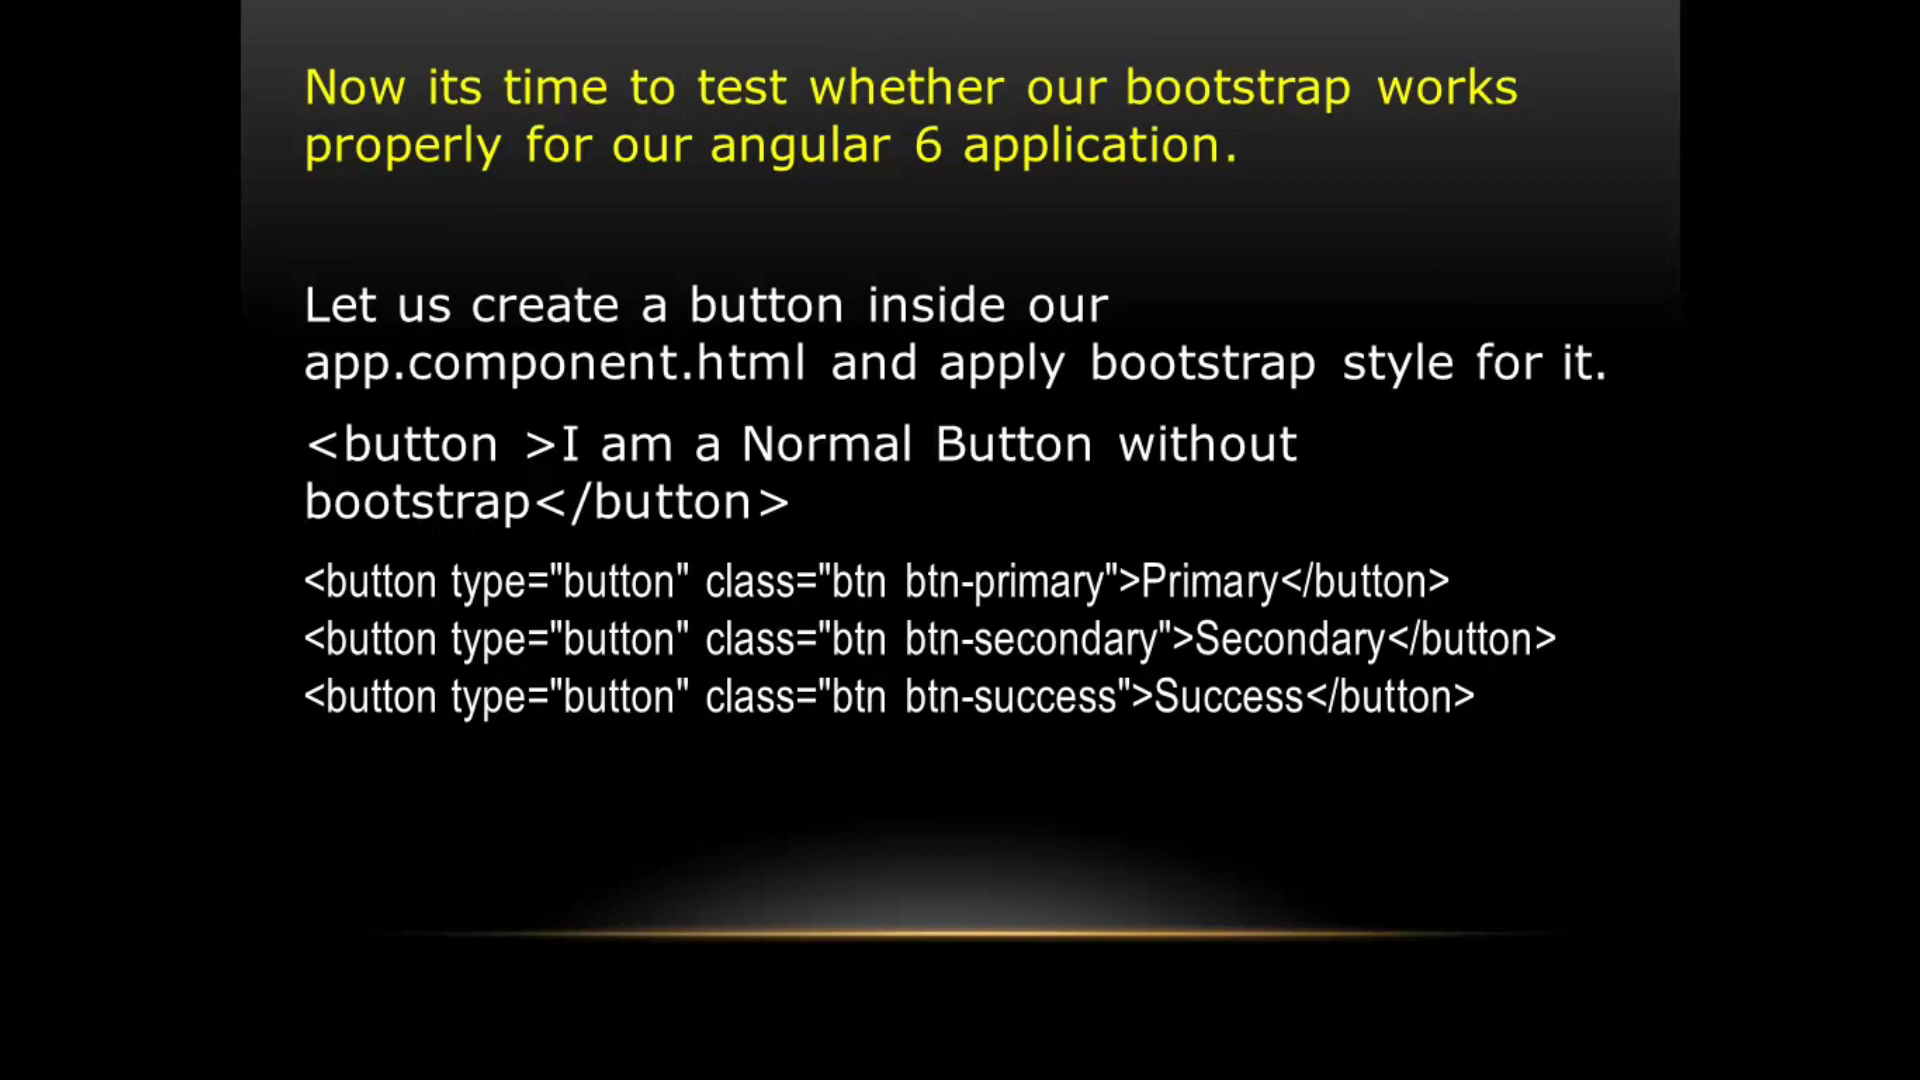 Now its time to test whether our bootstrap works
properly for our angular 6 application.
Let us create a button inside our
app.component.html and apply bootstrap style for it.
<button >I am a Normal Button without
bootstrap</button>
<button type="button" class="btn btn-primary">Primary</button>
<button type="button" class="btn btn-secondary">Secondary</button>
<button type="button" class="btn btn-success">Success</button>